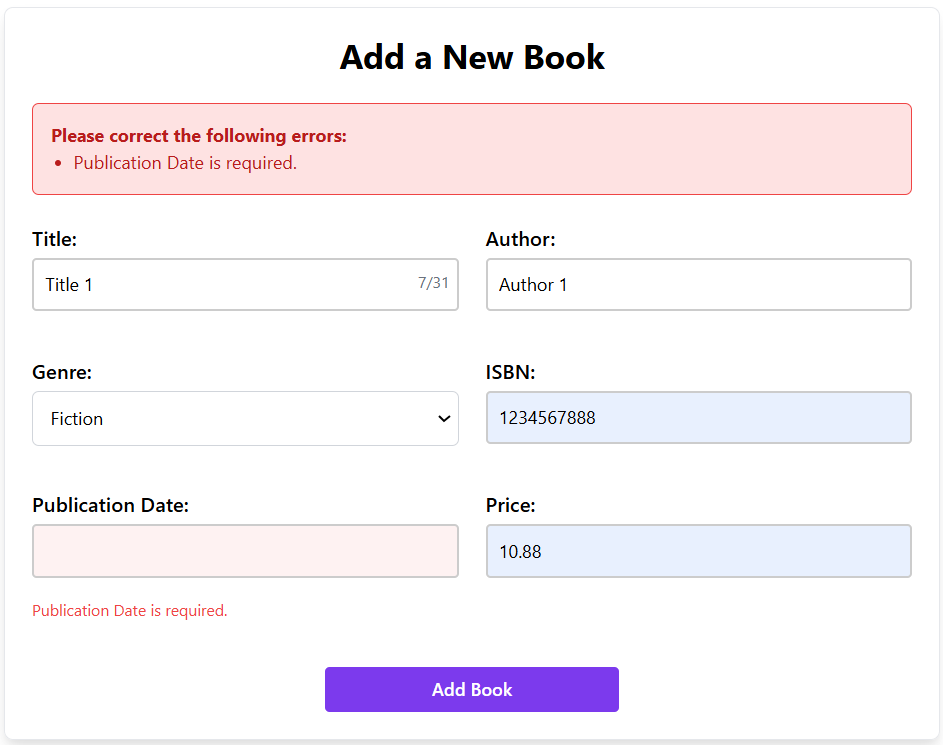 Add a New Book
Please correct the following errors:
• Publication Date is required.
Title:
Title 1
7/31
Author:
Author 1
Genre:
Fiction
ISBN:
1234567888
Publication Date:
Publication Date is required.
Price:
10.88
Add Book